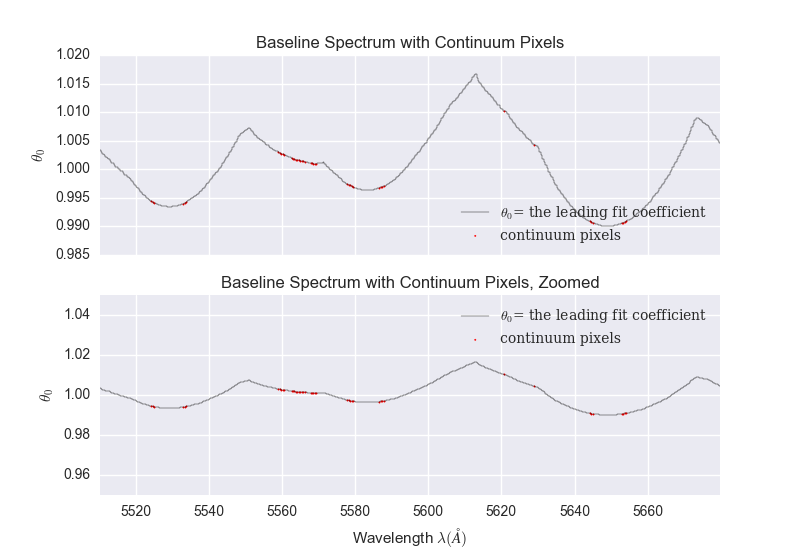 Baseline Spectrum with Continuum Pixels
1.020
1.015
1.010
1.005
1.000
0.995
0.990
0.985
θ₀
θ₀= the leading fit coefficient
continuum pixels
Baseline Spectrum with Continuum Pixels, Zoomed
1.04
1.02
1.00
0.98
0.96
θ₀
θ₀= the leading fit coefficient
continuum pixels
5520 5540 5560 5580 5600 5620 5640 5660
Wavelength λ(Å)